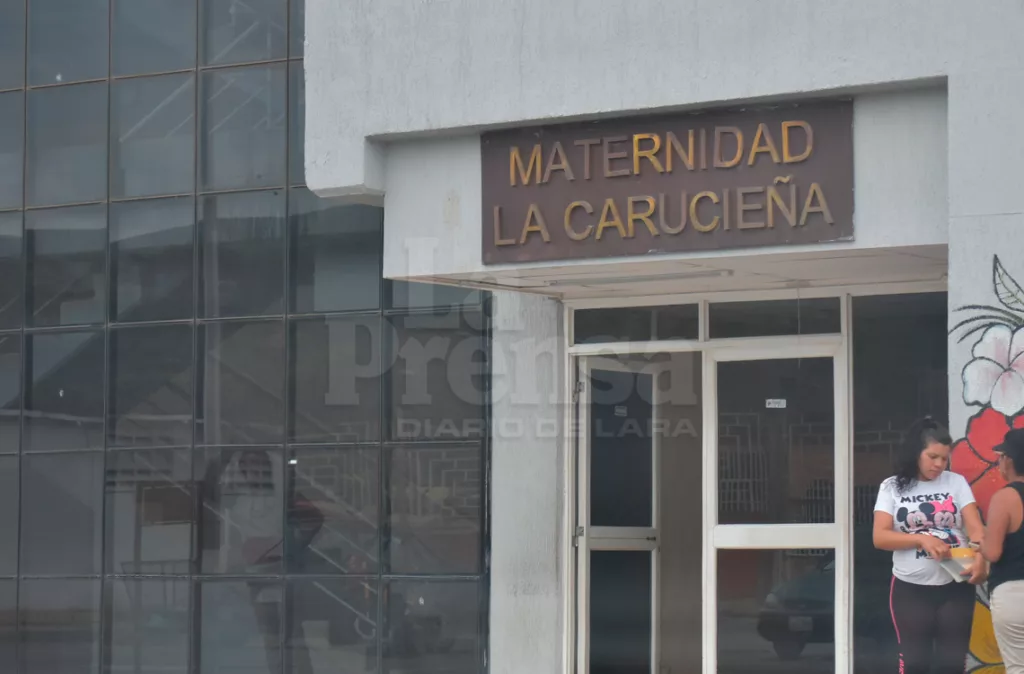 MATERNIDAD
LA CARUCIEÑA
La
Prensa
DIARIO DE LARA
MICKEY